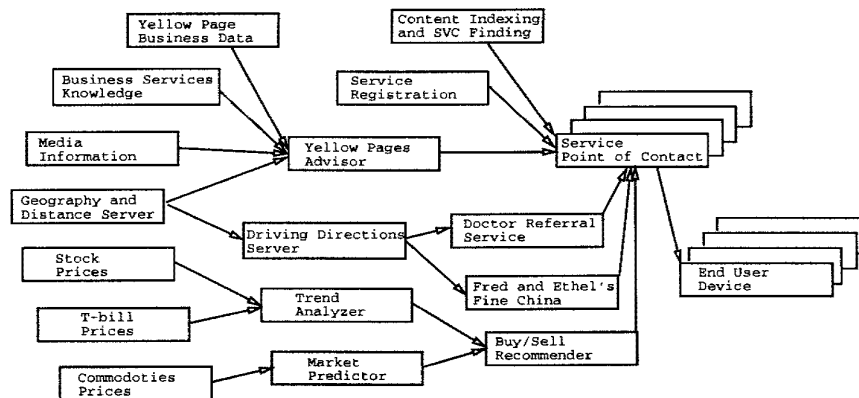 Yellow Page
Business Data
Content Indexing
and SVC Finding
Business Services
Knowledge
Service
Registration
Media
Information
Yellow Pages
Advisor
Service
Point of Contact
Geography and
Distance Server
Driving Directions
Server
Doctor Referral
Service
Stock
Prices
Trend
Analyzer
Fred and Ethel's
Fine China
End User
Device
T-bill
Prices
Buy/Sell
Recommender
Market
Predictor
Commodoties
Prices